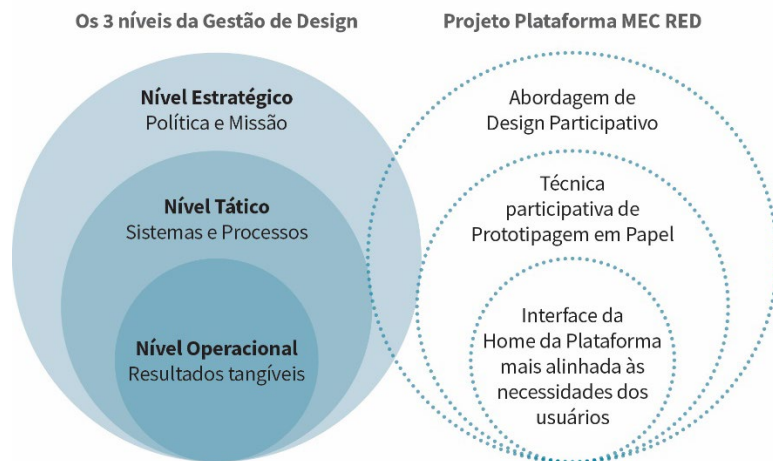 Os 3 níveis da Gestão de Design
Nível Estratégico
Política e Missão
Nível Tático
Sistemas e Processos
Nível Operacional
Resultados tangíveis
Projeto Plataforma MEC RED
Abordagem de
Design Participativo
Técnica
participativa de
Prototipagem em Papel
Interface da
Home da Plataforma
mais alinhada às
necessidades dos
usuários